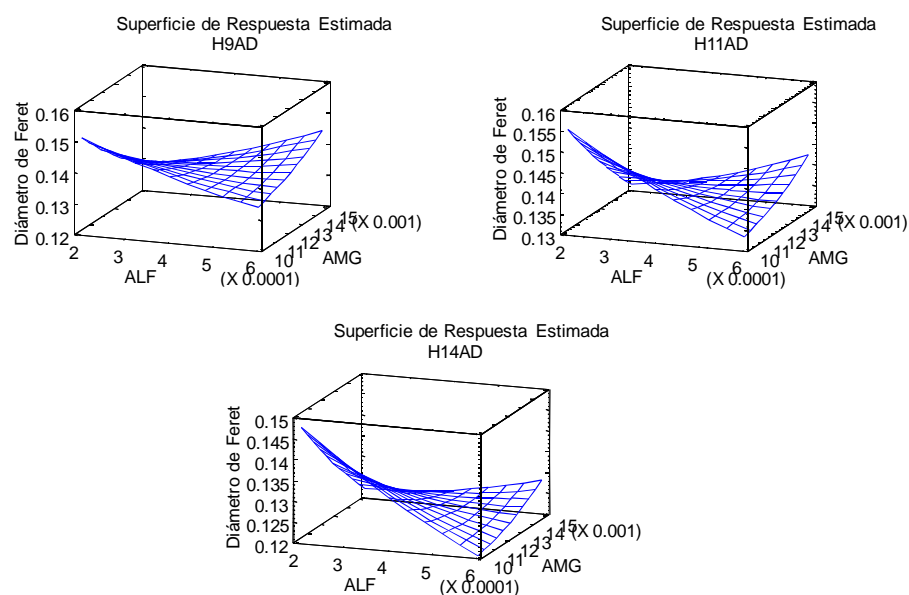 Superficie de Respuesta Estimada
H9AD
Diámetro de Feret
0.16
0.15
0.14
0.13
0.12
2 3 4 5 6
ALF
(X 0.0001)
10 11 12 13 14 15
(X 0.001)
AMG
Superficie de Respuesta Estimada
H11AD
Diámetro de Feret
0.16
0.155
0.15
0.145
0.14
0.135
0.13
2 3 4 5 6
ALF
(X 0.0001)
10 11 12 13 14 15
(X 0.001)
AMG
Superficie de Respuesta Estimada
H14AD
Diámetro de Feret
0.15
0.145
0.14
0.135
0.13
0.125
0.12
2 3 4 5 6
ALF
(X 0.0001)
10 11 12 13 14 15
(X 0.001)
AMG